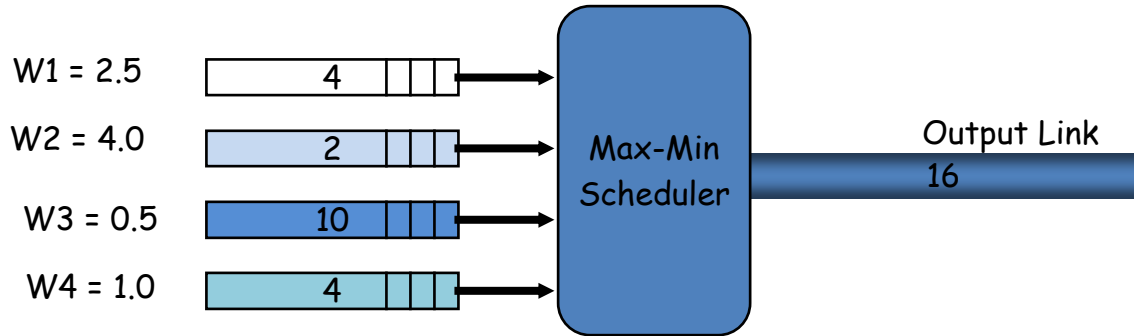 W1 = 2.5
4
W2 = 4.0
2
W3 = 0.5
10
W4 = 1.0
4
Max-Min
Scheduler
Output Link
16